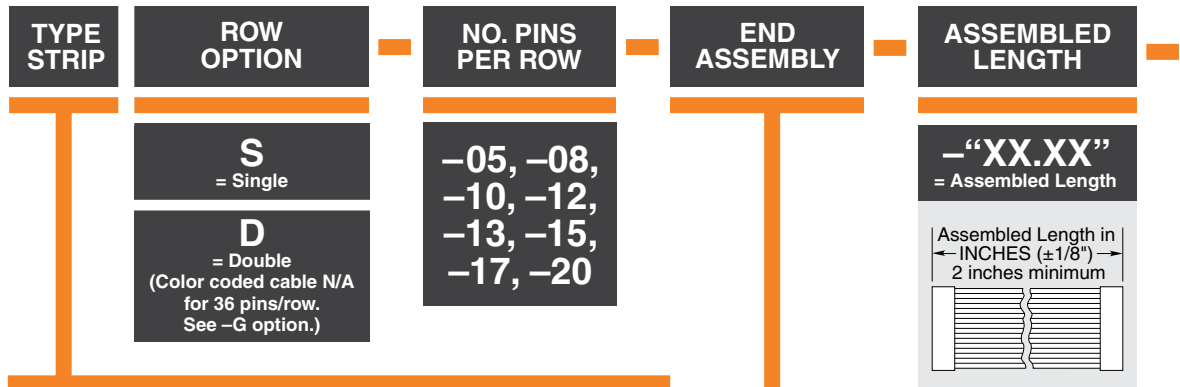 TYPE
STRIP
ROW
OPTION
NO. PINS
PER ROW
END
ASSEMBLY
ASSEMBLED
LENGTH
S
= Single
D
= Double
(Color coded cable N/A
for 36 pins/row.
See –G option.)
–05, –08,
–10, –12,
–13, –15,
–17, –20
–“XX.XX”
= Assembled Length
Assembled Length in
INCHES (±1/8")
2 inches minimum